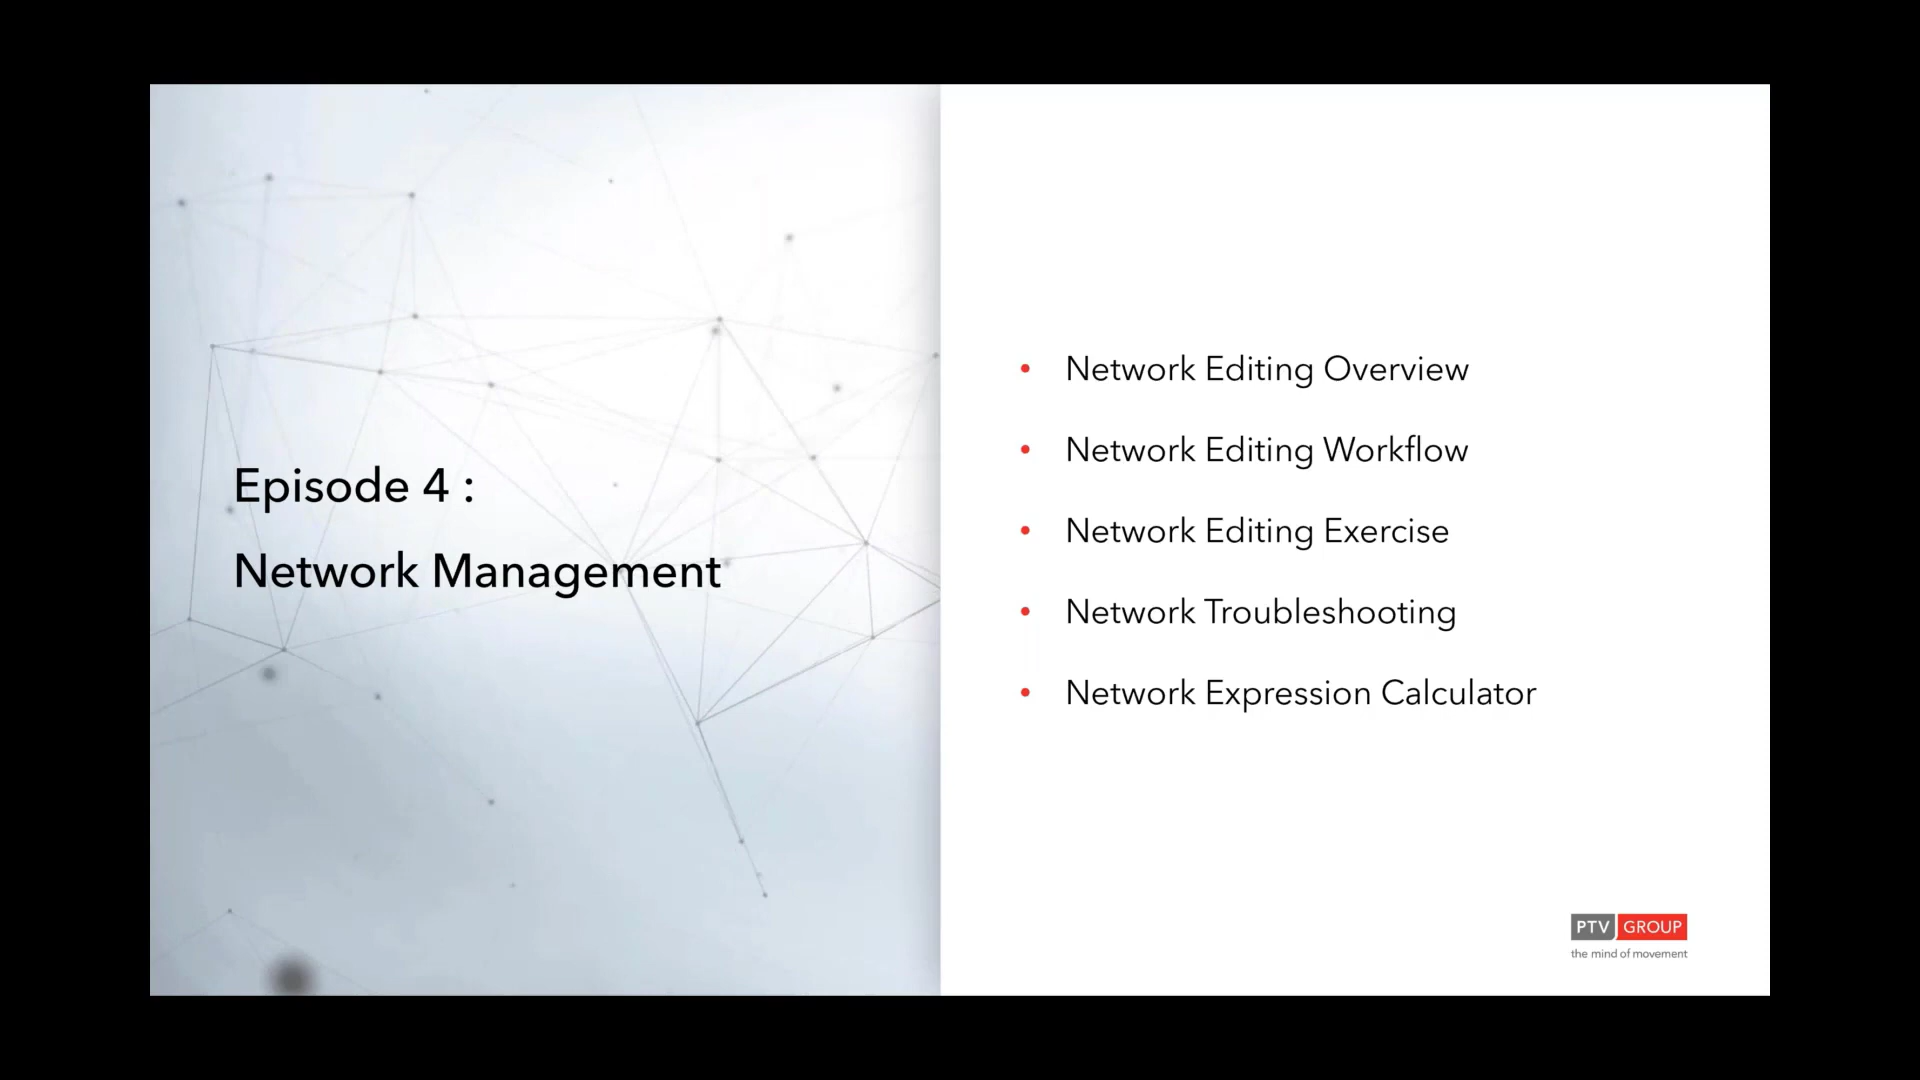 Episode 4 :
Network Management
• Network Editing Overview
• Network Editing Workflow
• Network Editing Exercise
• Network Troubleshooting
• Network Expression Calculator
PTV GROUP
the mind of movement